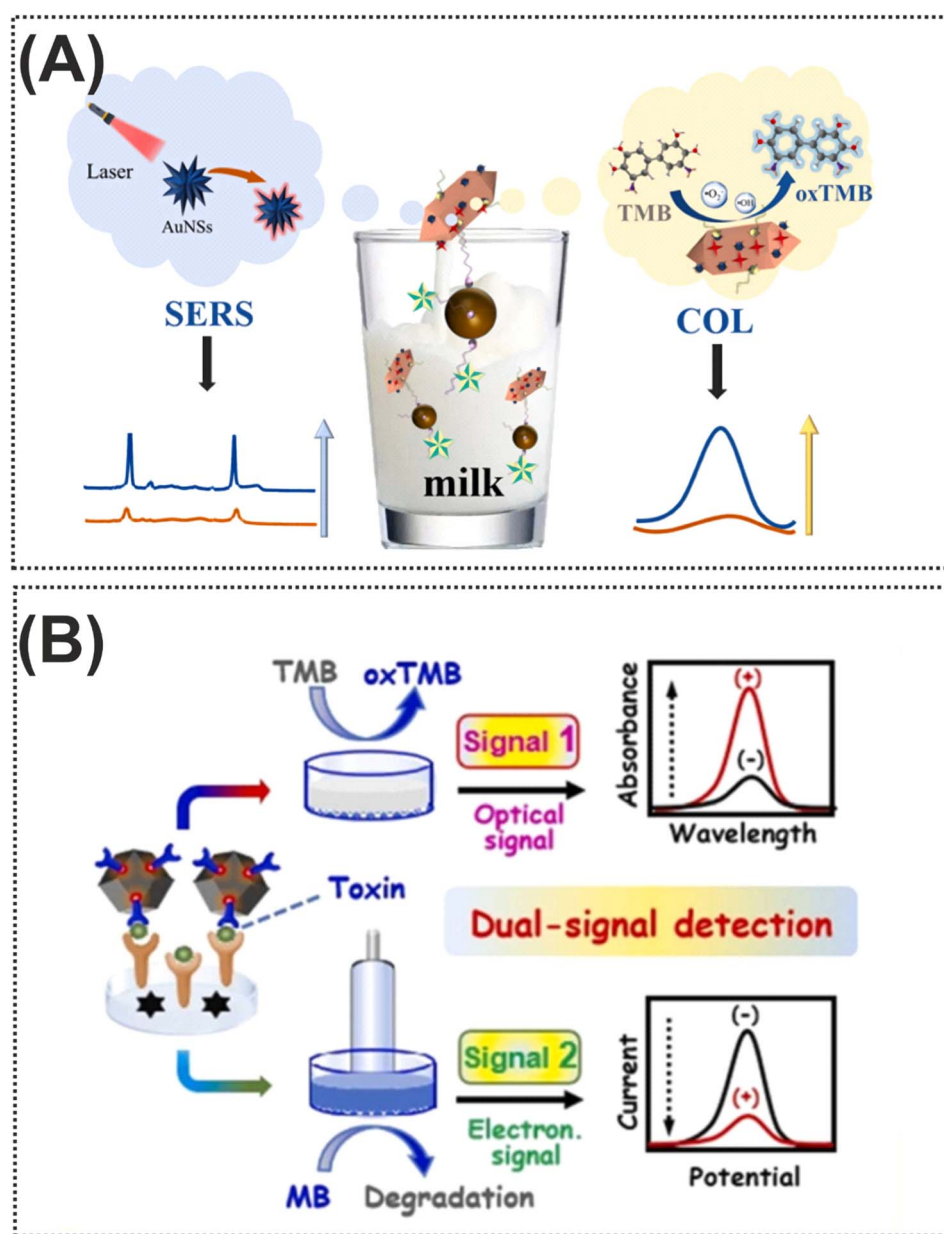 (A)
Laser
AuNSs
SERS
TMB
•O₂⁻
•OH
oxTMB
COL
milk
(B)
TMB oxTMB
Signal 1
Optical
signal
Absorbance
(+)
(-)
Wavelength
Toxin
Dual-signal detection
Signal 2
Electron.
signal
MB Degradation
Current
(-)
(+)
Potential